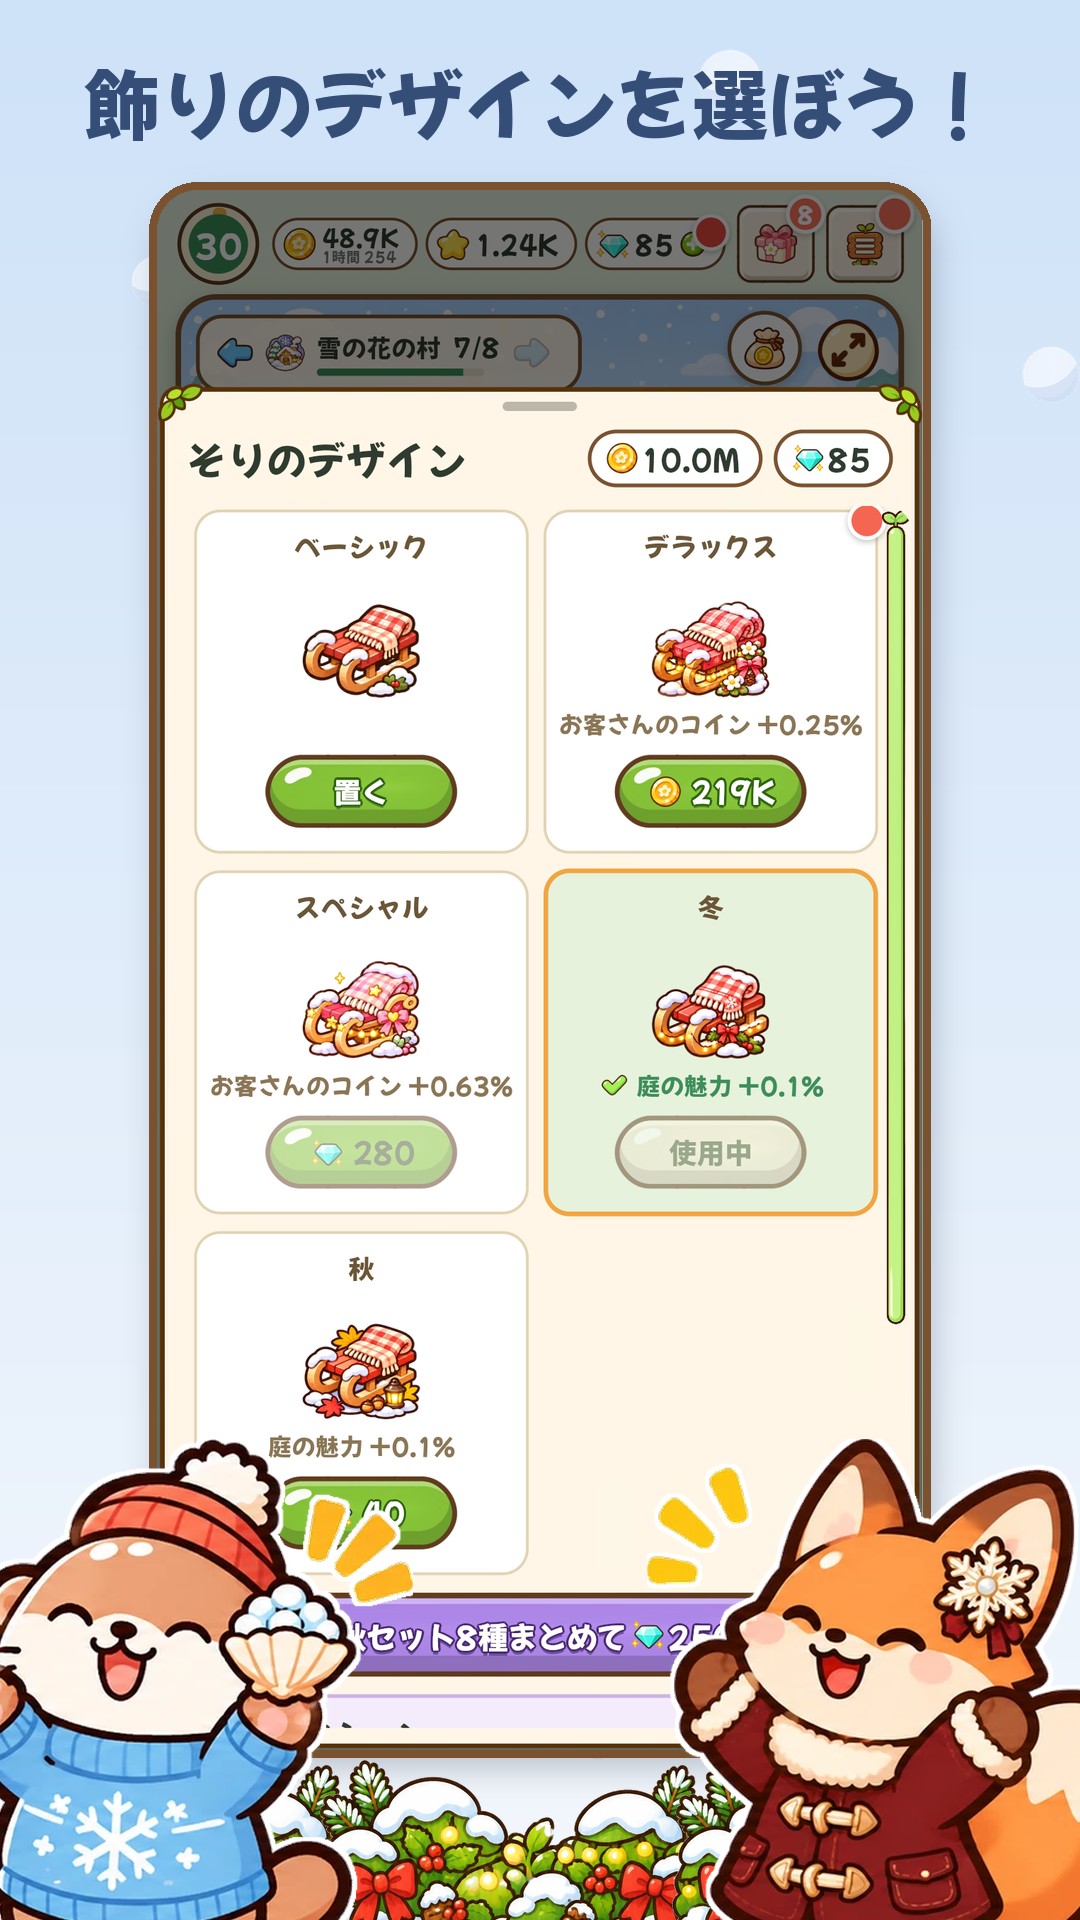 飾りのデザインを選ぼう！
30
48.9K
1時間 254
1.24K
85
8
雪の花の村 7/8
そりのデザイン
10.0M
85
ベーシック
デラックス
お客さんのコイン +0.25%
置く
219K
スペシャル
冬
お客さんのコイン +0.63%
庭の魅力 +0.1%
280
使用中
秋
庭の魅力 +0.1%
40
セット8種まとめて